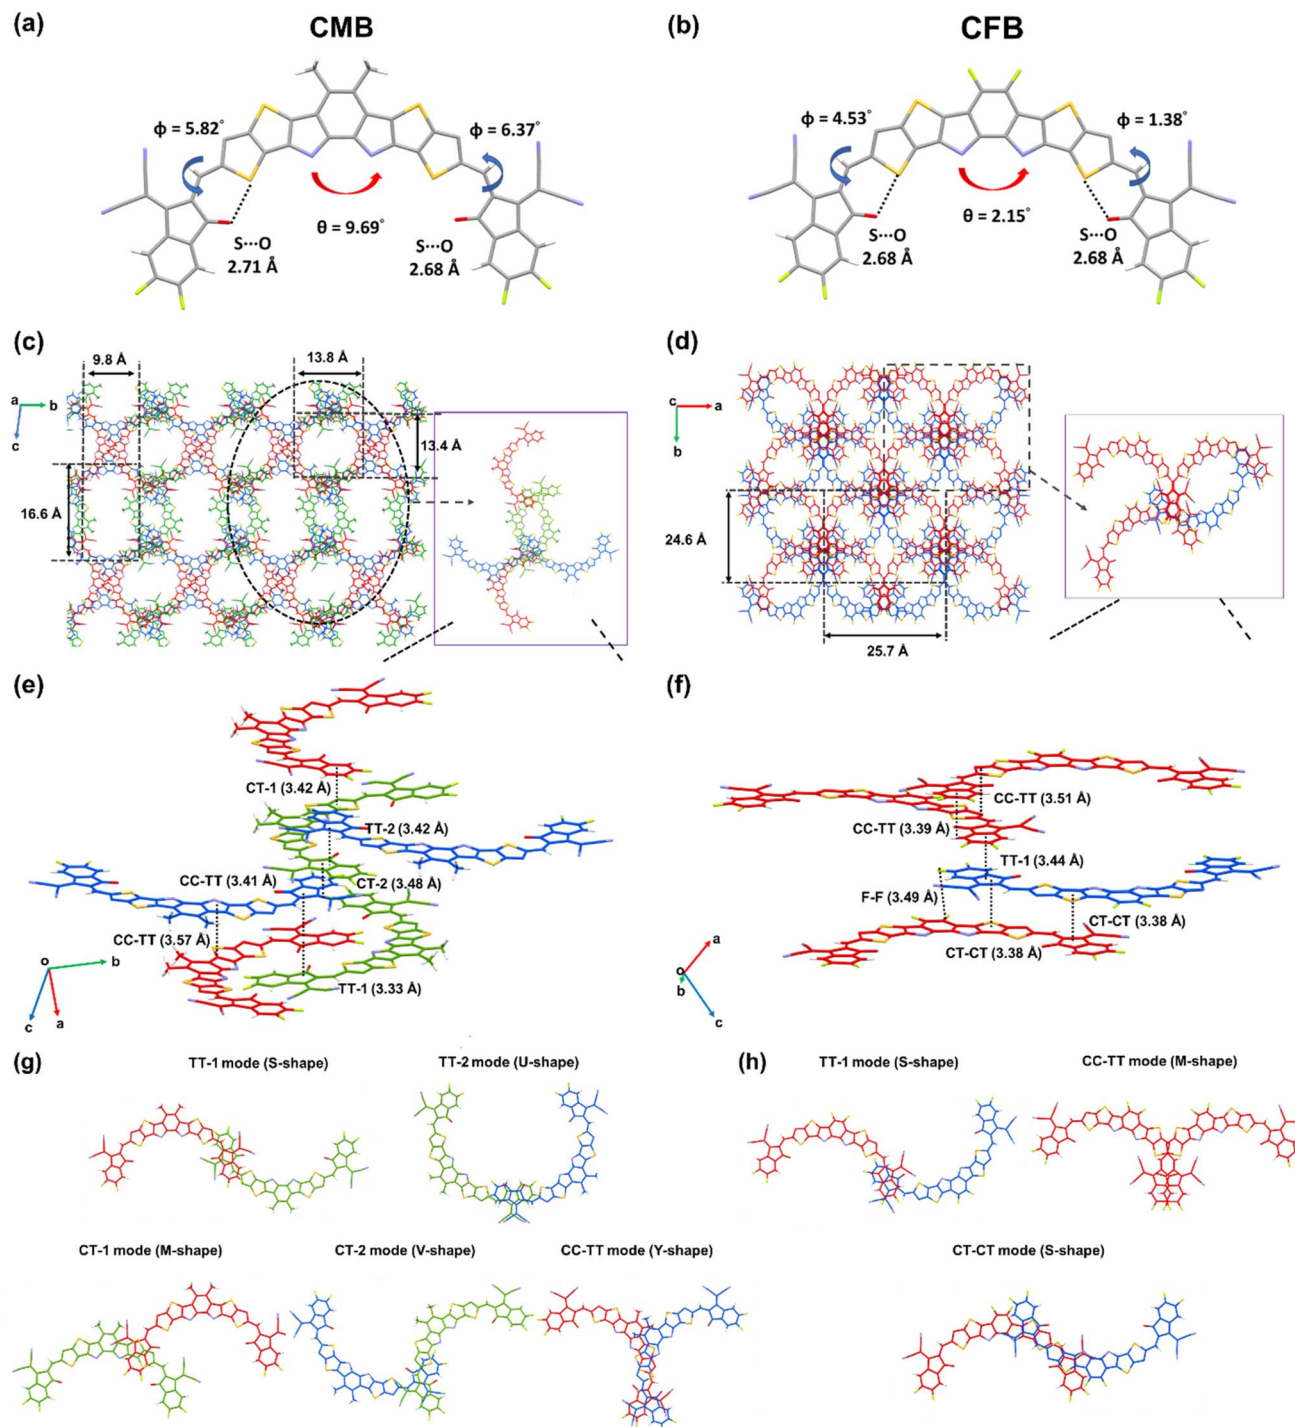 (a) CMB
ϕ = 5.82°
ϕ = 6.37°
θ = 9.69°
S···O
2.71 Å
S···O
2.68 Å
(b) CFB
ϕ = 4.53°
ϕ = 1.38°
θ = 2.15°
S···O
2.68 Å
S···O
2.68 Å
(c)
9.8 Å
13.8 Å
a
b
c
13.4 Å
16.6 Å
(d)
c
a
b
24.6 Å
25.7 Å
(e)
CT-1 (3.42 Å)
TT-2 (3.42 Å)
CC-TT (3.41 Å)
CT-2 (3.48 Å)
CC-TT (3.57 Å)
TT-1 (3.33 Å)
o
b
c
a
(f)
CC-TT (3.51 Å)
CC-TT (3.39 Å)
TT-1 (3.44 Å)
F-F (3.49 Å)
CT-CT (3.38 Å)
CT-CT (3.38 Å)
a
o
b
c
(g)
TT-1 mode (S-shape)
TT-2 mode (U-shape)
CT-1 mode (M-shape)
CT-2 mode (V-shape)
CC-TT mode (Y-shape)
(h)
TT-1 mode (S-shape)
CC-TT mode (M-shape)
CT-CT mode (S-shape)